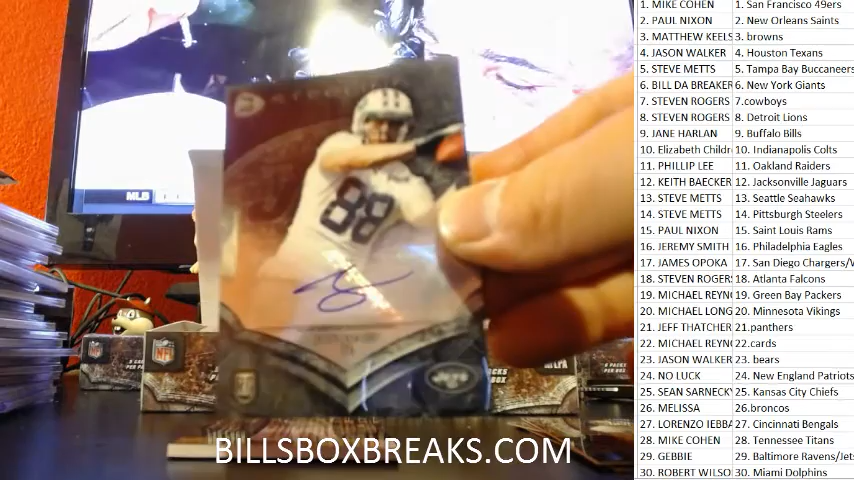 1. MIKE COHEN 1. San Francisco 49ers
2. PAUL NIXON 2. New Orleans Saints
3. MATTHEW KEELS 3. browns
4. JASON WALKER 4. Houston Texans
5. STEVE METTS 5. Tampa Bay Buccaneers
6. BILL DA BREAKER 6. New York Giants
7. STEVEN ROGERS 7.cowboys
8. STEVEN ROGERS 8. Detroit Lions
9. JANE HARLAN 9. Buffalo Bills
10. Elizabeth Childr 10. Indianapolis Colts
11. PHILLIP LEE 11. Oakland Raiders
12. KEITH BAECKER 12. Jacksonville Jaguars
13. STEVE METTS 13. Seattle Seahawks
14. STEVE METTS 14. Pittsburgh Steelers
15. PAUL NIXON 15. Saint Louis Rams
16. JEREMY SMITH 16. Philadelphia Eagles
17. JAMES OPOKA 17. San Diego Chargers/V
18. STEVEN ROGERS 18. Atlanta Falcons
19. MICHAEL REYN 19. Green Bay Packers
20. MICHAEL LONG 20. Minnesota Vikings
21. JEFF THATCHER 21.panthers
22. MICHAEL REYN 22.cards
23. JASON WALKER 23. bears
24. NO LUCK 24. New England Patriots
25. SEAN SARNECK 25. Kansas City Chiefs
26. MELISSA 26.broncos
27. LORENZO IEBBA 27. Cincinnati Bengals
28. MIKE COHEN 28. Tennessee Titans
29. GEBBIE 29. Baltimore Ravens/Jets
30. ROBERT WILSO 30. Miami Dolphins
MLB
88
NFL
BILLSBOXBREAKS.COM